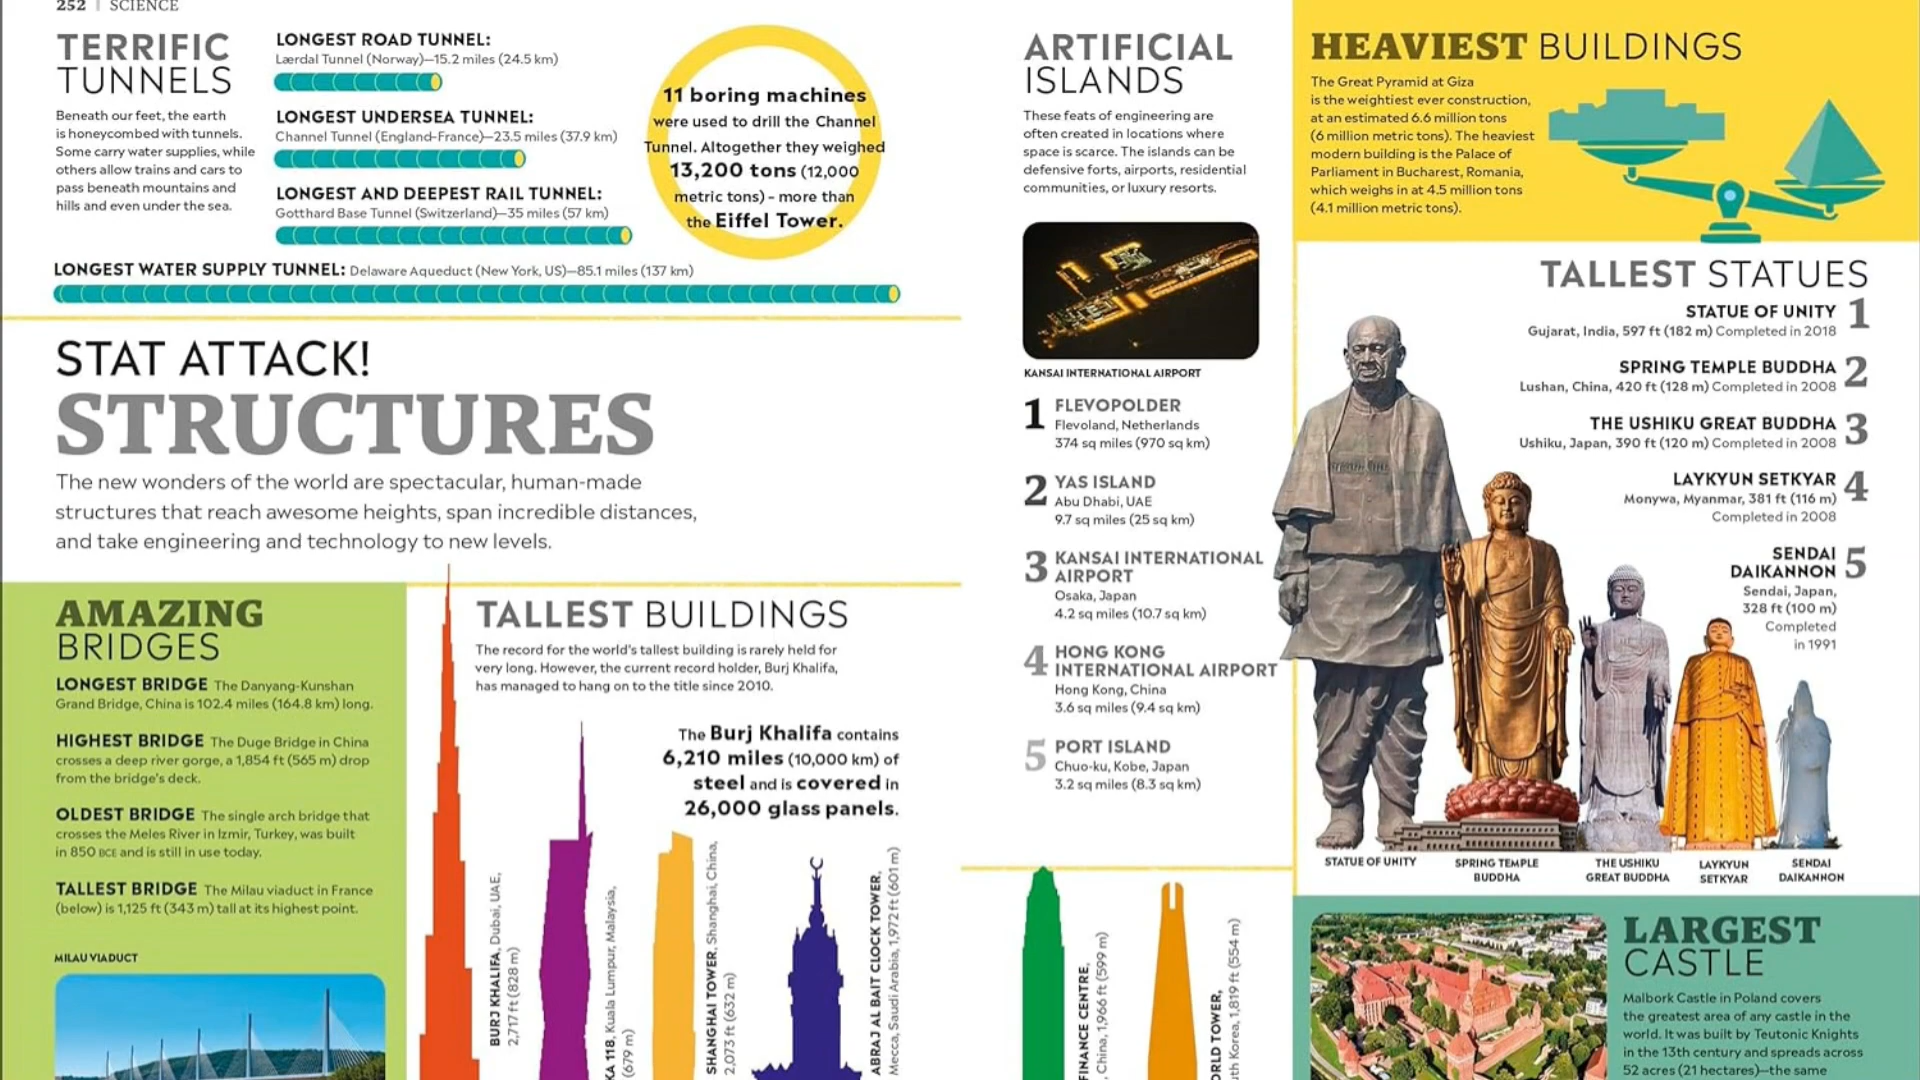 252 | SCIENCE
TERRIFIC
TUNNELS
Beneath our feet, the earth
is honeycombed with tunnels.
Some carry water supplies, while
others allow trains and cars to
pass beneath mountains and
hills and even under the sea.
LONGEST ROAD TUNNEL:
Lærdal Tunnel (Norway)—15.2 miles (24.5 km)
LONGEST UNDERSEA TUNNEL:
Channel Tunnel (England-France)—23.5 miles (37.9 km)
LONGEST AND DEEPEST RAIL TUNNEL:
Gotthard Base Tunnel (Switzerland)—35 miles (57 km)
LONGEST WATER SUPPLY TUNNEL: Delaware Aqueduct (New York, US)—85.1 miles (137 km)
11 boring machines
were used to drill the Channel
Tunnel. Altogether they weighed
13,200 tons (12,000
metric tons) – more than
the Eiffel Tower.
STAT ATTACK!
STRUCTURES
The new wonders of the world are spectacular, human-made
structures that reach awesome heights, span incredible distances,
and take engineering and technology to new levels.
AMAZING
BRIDGES
LONGEST BRIDGE The Danyang-Kunshan
Grand Bridge, China is 102.4 miles (164.8 km) long.
HIGHEST BRIDGE The Duge Bridge in China
crosses a deep river gorge, a 1,854 ft (565 m) drop
from the bridge's deck.
OLDEST BRIDGE The single arch bridge that
crosses the Meles River in Izmir, Turkey, was built
in 850 BCE and is still in use today.
TALLEST BRIDGE The Milau viaduct in France
(below) is 1,125 ft (343 m) tall at its highest point.
MILAU VIADUCT
TALLEST BUILDINGS
The record for the world's tallest building is rarely held for
very long. However, the current record holder, Burj Khalifa,
has managed to hang on to the title since 2010.
The Burj Khalifa contains
6,210 miles (10,000 km) of
steel and is covered in
26,000 glass panels.
BURJ KHALIFA, Dubai, UAE,
2,717 ft (828 m)
KA 118, Kuala Lumpur, Malaysia,
(679 m)
SHANGHAI TOWER, Shanghai, China,
2,073 ft (632 m)
ABRAJ AL BAIT CLOCK TOWER,
Mecca, Saudi Arabia, 1,972 ft (601 m)
FINANCE CENTRE,
, China, 1,966 ft (599 m)
ORLD TOWER,
uth Korea, 1,819 ft (554 m)
ARTIFICIAL
ISLANDS
These feats of engineering are
often created in locations where
space is scarce. The islands can be
defensive forts, airports, residential
communities, or luxury resorts.
KANSAI INTERNATIONAL AIRPORT
1 FLEVOPOLDER
Flevoland, Netherlands
374 sq miles (970 sq km)
2 YAS ISLAND
Abu Dhabi, UAE
9.7 sq miles (25 sq km)
3 KANSAI INTERNATIONAL
AIRPORT
Osaka, Japan
4.2 sq miles (10.7 sq km)
4 HONG KONG
INTERNATIONAL AIRPORT
Hong Kong, China
3.6 sq miles (9.4 sq km)
5 PORT ISLAND
Chuo-ku, Kobe, Japan
3.2 sq miles (8.3 sq km)
HEAVIEST BUILDINGS
The Great Pyramid at Giza
is the weightiest ever construction,
at an estimated 6.6 million tons
(6 million metric tons). The heaviest
modern building is the Palace of
Parliament in Bucharest, Romania,
which weighs in at 4.5 million tons
(4.1 million metric tons).
TALLEST STATUES
STATUE OF UNITY 1
Gujarat, India, 597 ft (182 m) Completed in 2018
SPRING TEMPLE BUDDHA 2
Lushan, China, 420 ft (128 m) Completed in 2008
THE USHIKU GREAT BUDDHA 3
Ushiku, Japan, 390 ft (120 m) Completed in 2008
LAYKYUN SETKYAR 4
Monywa, Myanmar, 381 ft (116 m)
Completed in 2008
SENDAI 5
DAIKANNON
Sendai, Japan,
328 ft (100 m)
Completed
in 1991
STATUE OF UNITY
SPRING TEMPLE
BUDDHA
THE USHIKU
GREAT BUDDHA
LAYKYUN
SETKYAR
SENDAI
DAIKANNON
LARGEST
CASTLE
Malbork Castle in Poland covers
the greatest area of any castle in the
world. It was built by Teutonic Knights
in the 13th century and spreads across
52 acres (21 hectares)—the same